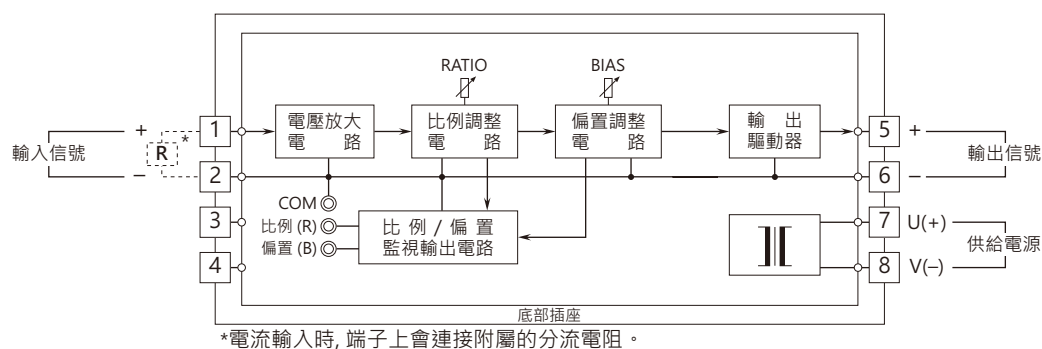 RATIO
BIAS
電壓放大
電 路
比例調整
電 路
偏置調整
電 路
輸 出
驅動器
1
2
3
4
5
6
7
8
+
*
R
−
輸入信號
+
−
輸出信號
COM
比例 (R)
偏置 (B)
比 例 / 偏 置
監視輸出電路
U(+)
V(−)
供給電源
底部插座
*電流輸入時, 端子上會連接附屬的分流電阻。